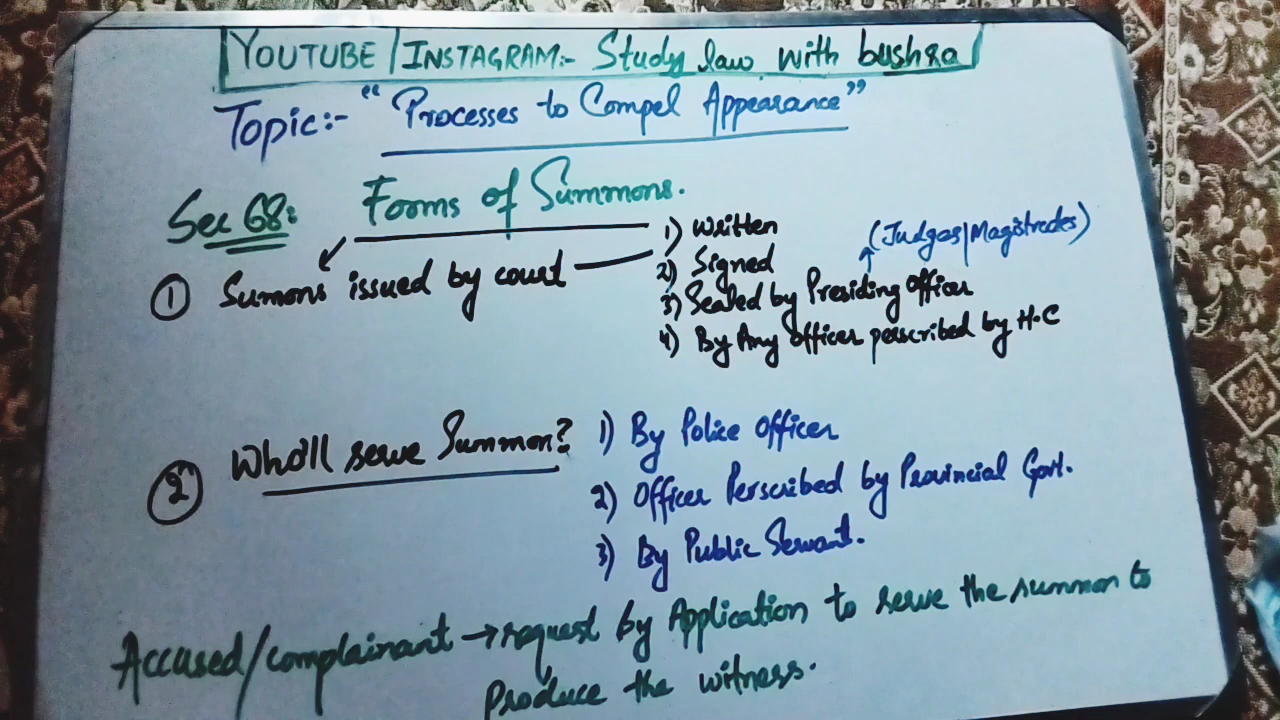 YOUTUBE/INSTAGRAM:- Study law with bushra
Topic:- "Processes to Compel Appearance"
Sec 68: Forms of Summons.
① Sumons issued by court
1) Written
2) Signed
3) Sealed by Presiding Officer
(Judges/Magistrates)
4) By Any officer perscribed by H.C
② Who'll serve Summon?
1) By Police Officer
2) Officer Perscribed by Provincial Govt.
3) By Public Servant.
Accused/complainant → request by Application to serve the summon to
Produce the witness.